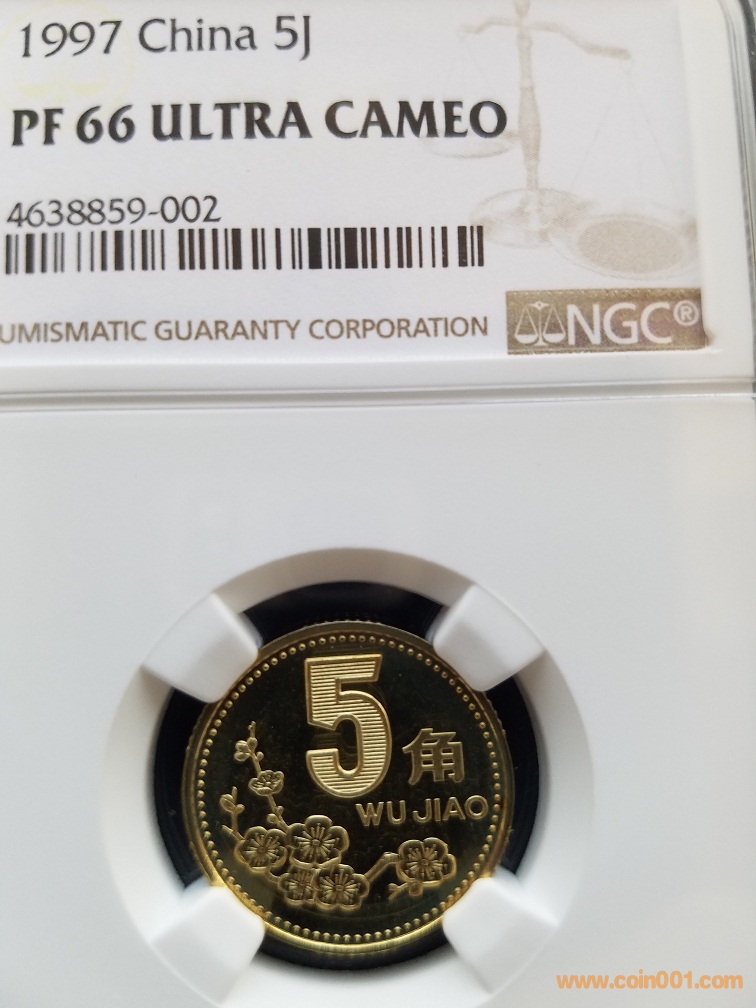 1997 China 5J
PF 66 ULTRA CAMEO
4638859-002
UMISMATIC GUARANTY CORPORATION
NGC®
5角
WU JIAO
www.coin001.com